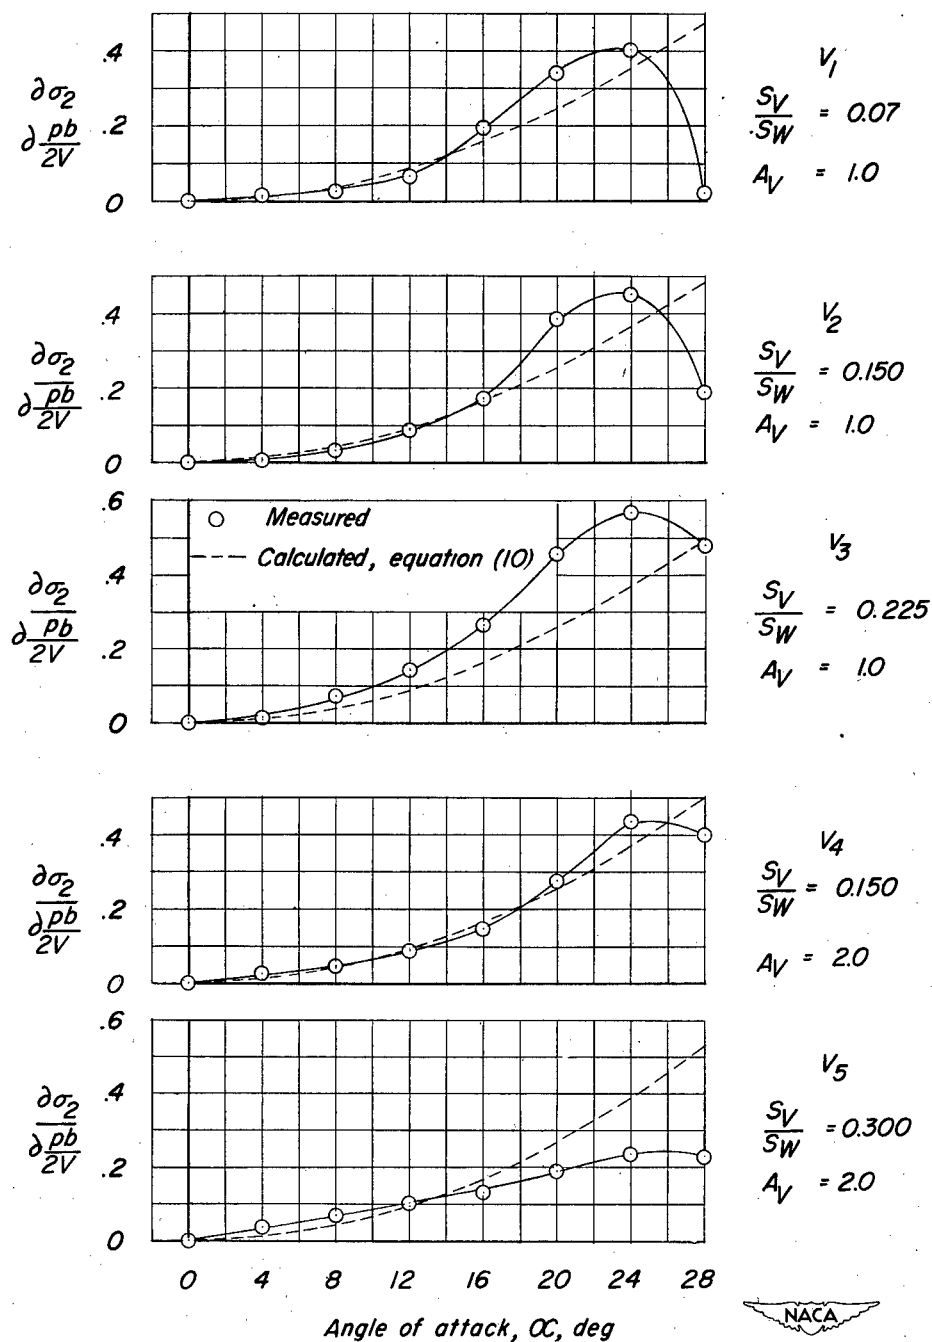 .4
.2
0
∂σ2
∂ pb
2V
V1
SV
SW = 0.07
AV = 1.0
.4
.2
0
∂σ2
∂ pb
2V
V2
SV
SW = 0.150
AV = 1.0
.6
.4
.2
0
∂σ2
∂ pb
2V
Measured
Calculated, equation (10)
V3
SV
SW = 0.225
AV = 1.0
.4
.2
0
∂σ2
∂ pb
2V
V4
SV
SW = 0.150
AV = 2.0
.6
.4
.2
0
∂σ2
∂ pb
2V
V5
SV
SW = 0.300
AV = 2.0
0 4 8 12 16 20 24 28
Angle of attack, α, deg
NACA